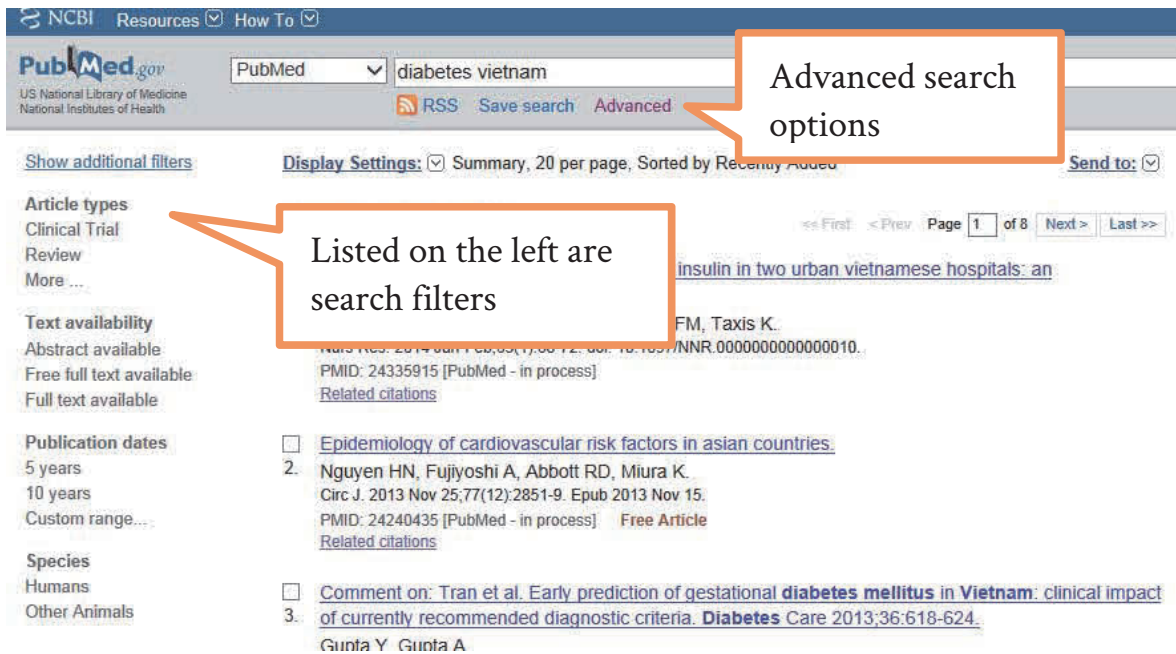 NCBI Resources How To
PubMed.gov
US National Library of Medicine
National Institutes of Health
PubMed
diabetes vietnam
RSS Save search Advanced
Advanced search
options
Show additional filters
Display Settings: Summary, 20 per page, Sorted by Recently Added
Send to:
Article types
Clinical Trial
Review
More ...
Text availability
Abstract available
Free full text available
Full text available
Publication dates
5 years
10 years
Custom range...
Species
Humans
Other Animals
Listed on the left are
search filters
<< First < Prev Page 1 of 8 Next > Last >>
insulin in two urban vietnamese hospitals: an
FM, Taxis K.
PMID: 24335915 [PubMed - in process]
Related citations
2. Epidemiology of cardiovascular risk factors in asian countries.
Nguyen HN, Fujiyoshi A, Abbott RD, Miura K.
Circ J. 2013 Nov 25;77(12):2851-9. Epub 2013 Nov 15.
PMID: 24240435 [PubMed - in process] Free Article
Related citations
3. Comment on: Tran et al. Early prediction of gestational diabetes mellitus in Vietnam: clinical impact
of currently recommended diagnostic criteria. Diabetes Care 2013;36:618-624.
Gupta Y, Gupta A